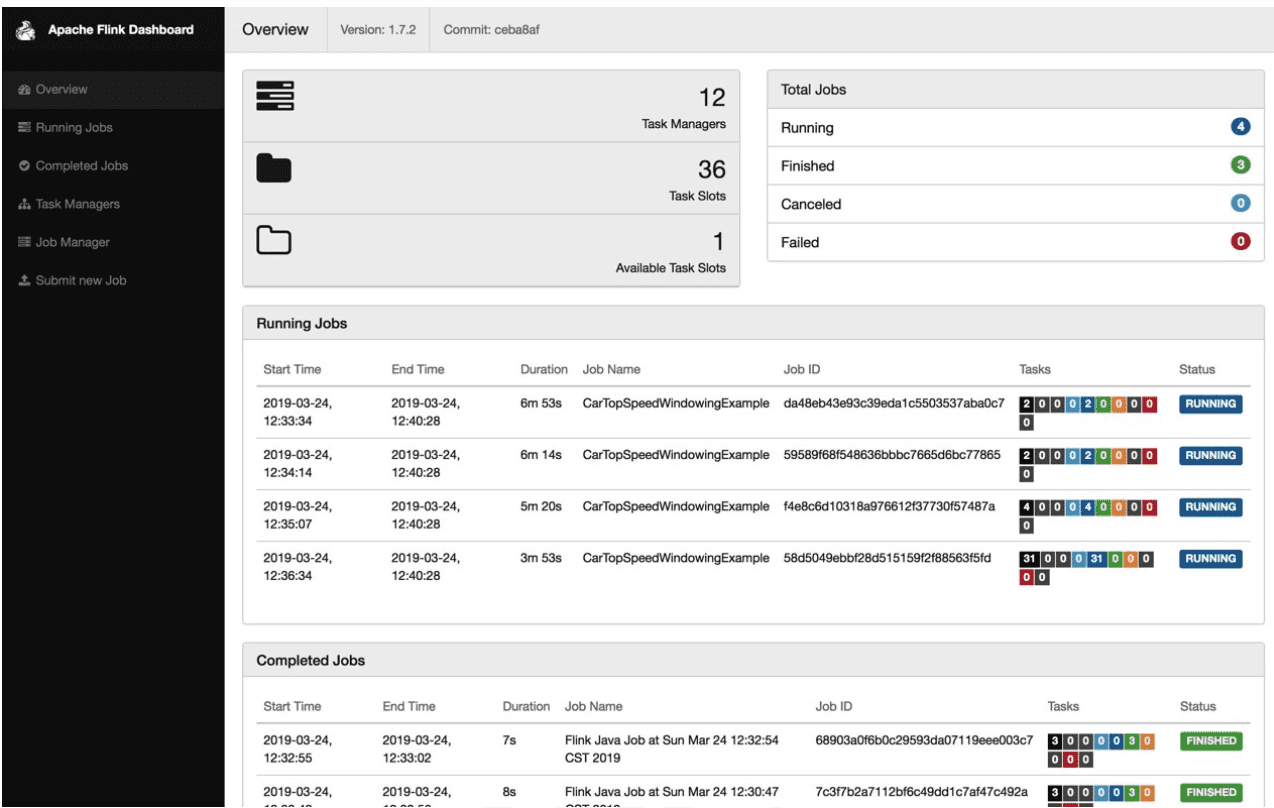 Apache Flink Dashboard
Overview
Version: 1.7.2
Commit: ceba8af
Overview
Running Jobs
Completed Jobs
Task Managers
Job Manager
Submit new Job
12
Task Managers
36
Task Slots
1
Available Task Slots
Total Jobs
Running 4
Finished 3
Canceled 0
Failed 0
Running Jobs
Start Time End Time Duration Job Name Job ID Tasks Status
2019-03-24, 2019-03-24, 6m 53s CarTopSpeedWindowingExample da48eb43e93c39eda1c5503537aba0c7 2 0 0 0 2 0 0 0 0 RUNNING
12:33:34 12:40:28 0
2019-03-24, 2019-03-24, 6m 14s CarTopSpeedWindowingExample 59589f68f548636bbbc7665d6bc77865 2 0 0 0 2 0 0 0 0 RUNNING
12:34:14 12:40:28 0
2019-03-24, 2019-03-24, 5m 20s CarTopSpeedWindowingExample f4e8c6d10318a976612f37730f57487a 4 0 0 0 4 0 0 0 0 RUNNING
12:35:07 12:40:28 0
2019-03-24, 2019-03-24, 3m 53s CarTopSpeedWindowingExample 58d5049ebbf28d515159f2f88563f5fd 31 0 0 0 31 0 0 0 RUNNING
12:36:34 12:40:28 0 0
Completed Jobs
Start Time End Time Duration Job Name Job ID Tasks Status
2019-03-24, 2019-03-24, 7s Flink Java Job at Sun Mar 24 12:32:54 68903a0f6b0c29593da07119eee003c7 3 0 0 0 0 3 0 FINISHED
12:32:55 12:33:02 CST 2019 0 0 0
2019-03-24, 2019-03-24, 8s Flink Java Job at Sun Mar 24 12:30:47 7c3f7b2a7112bf6c49dd1c7af47c492a 3 0 0 0 0 3 0 FINISHED